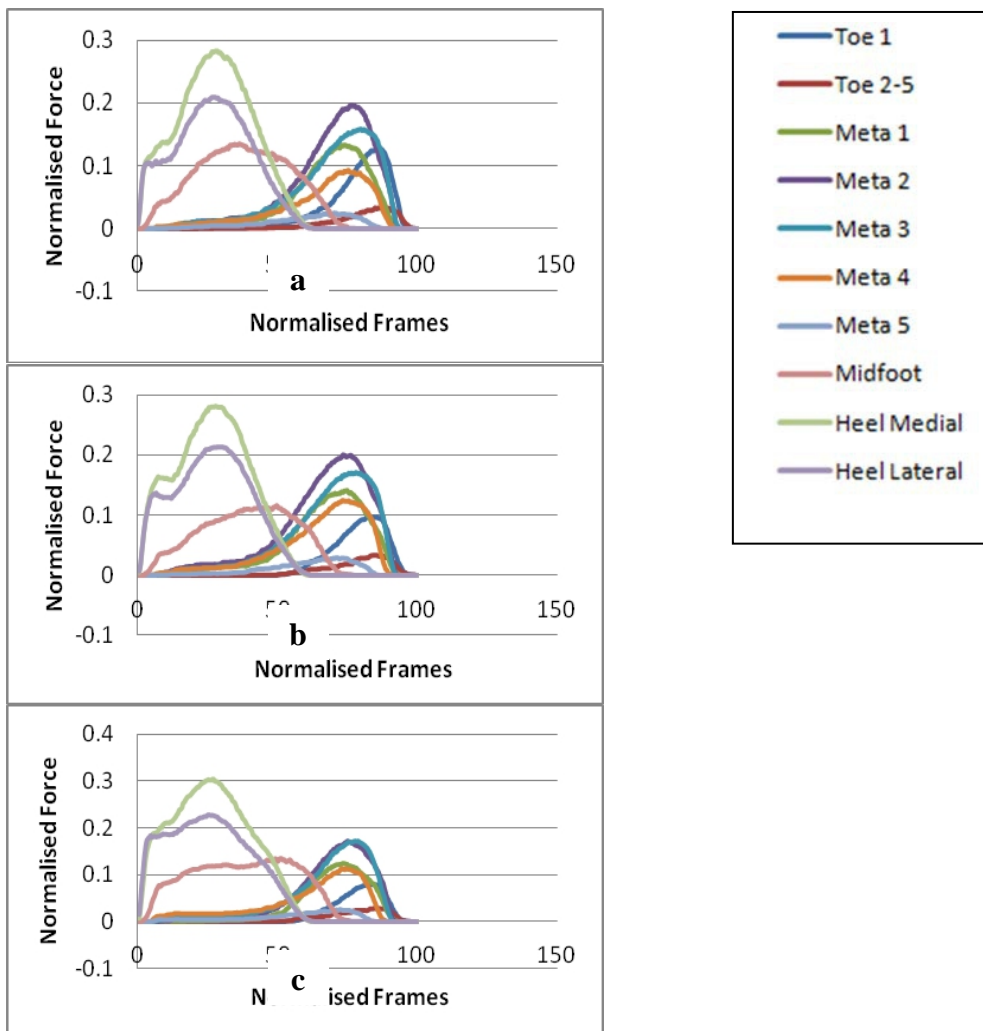 0.3
0.2
0.1
0
-0.1
0 100 150
a
Normalised Force
Normalised Frames
0.3
0.2
0.1
0
-0.1
0 100 150
b
Normalised Force
Normalised Frames
0.4
0.3
0.2
0.1
0
-0.1
0 100 150
c
Normalised Force
ised Frames
Toe 1
Toe 2-5
Meta 1
Meta 2
Meta 3
Meta 4
Meta 5
Midfoot
Heel Medial
Heel Lateral